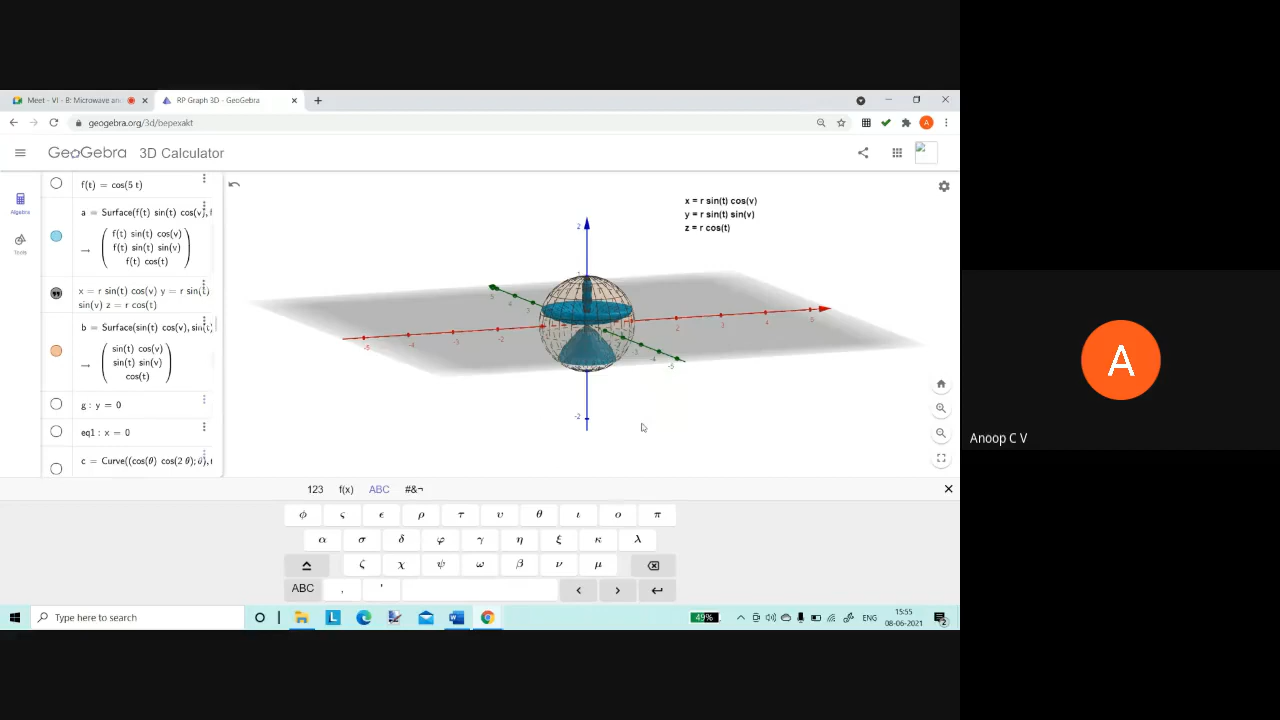 Meet - VI - B: Microwave an
RP Graph 3D - GeoGebra
geogebra.org/3d/bepexakt
A
GeoGebra
3D Calculator
Algebra
Tools
f(t) = cos(5 t)
a = Surface(f(t) sin(t) cos(v), f
→ f(t) sin(t) cos(v)
f(t) sin(t) sin(v)
f(t) cos(t)
x = r sin(t) cos(v) y = r sin(t)
sin(v) z = r cos(t)
b = Surface(sin(t) cos(v), sin(t)
→ sin(t) cos(v)
sin(t) sin(v)
cos(t)
g : y = 0
eq1 : x = 0
c = Curve((cos(θ) cos(2 θ); θ),
x = r sin(t) cos(v)
y = r sin(t) sin(v)
z = r cos(t)
123 f(x) ABC #&¬
ϕ ς ϵ ρ τ υ θ ι ο π
α σ δ φ γ η ξ κ λ
ζ χ ψ ω β ν μ
ABC , ' < >
Type here to search
49%
ENG
15:55
08-06-2021
2
A
Anoop C V